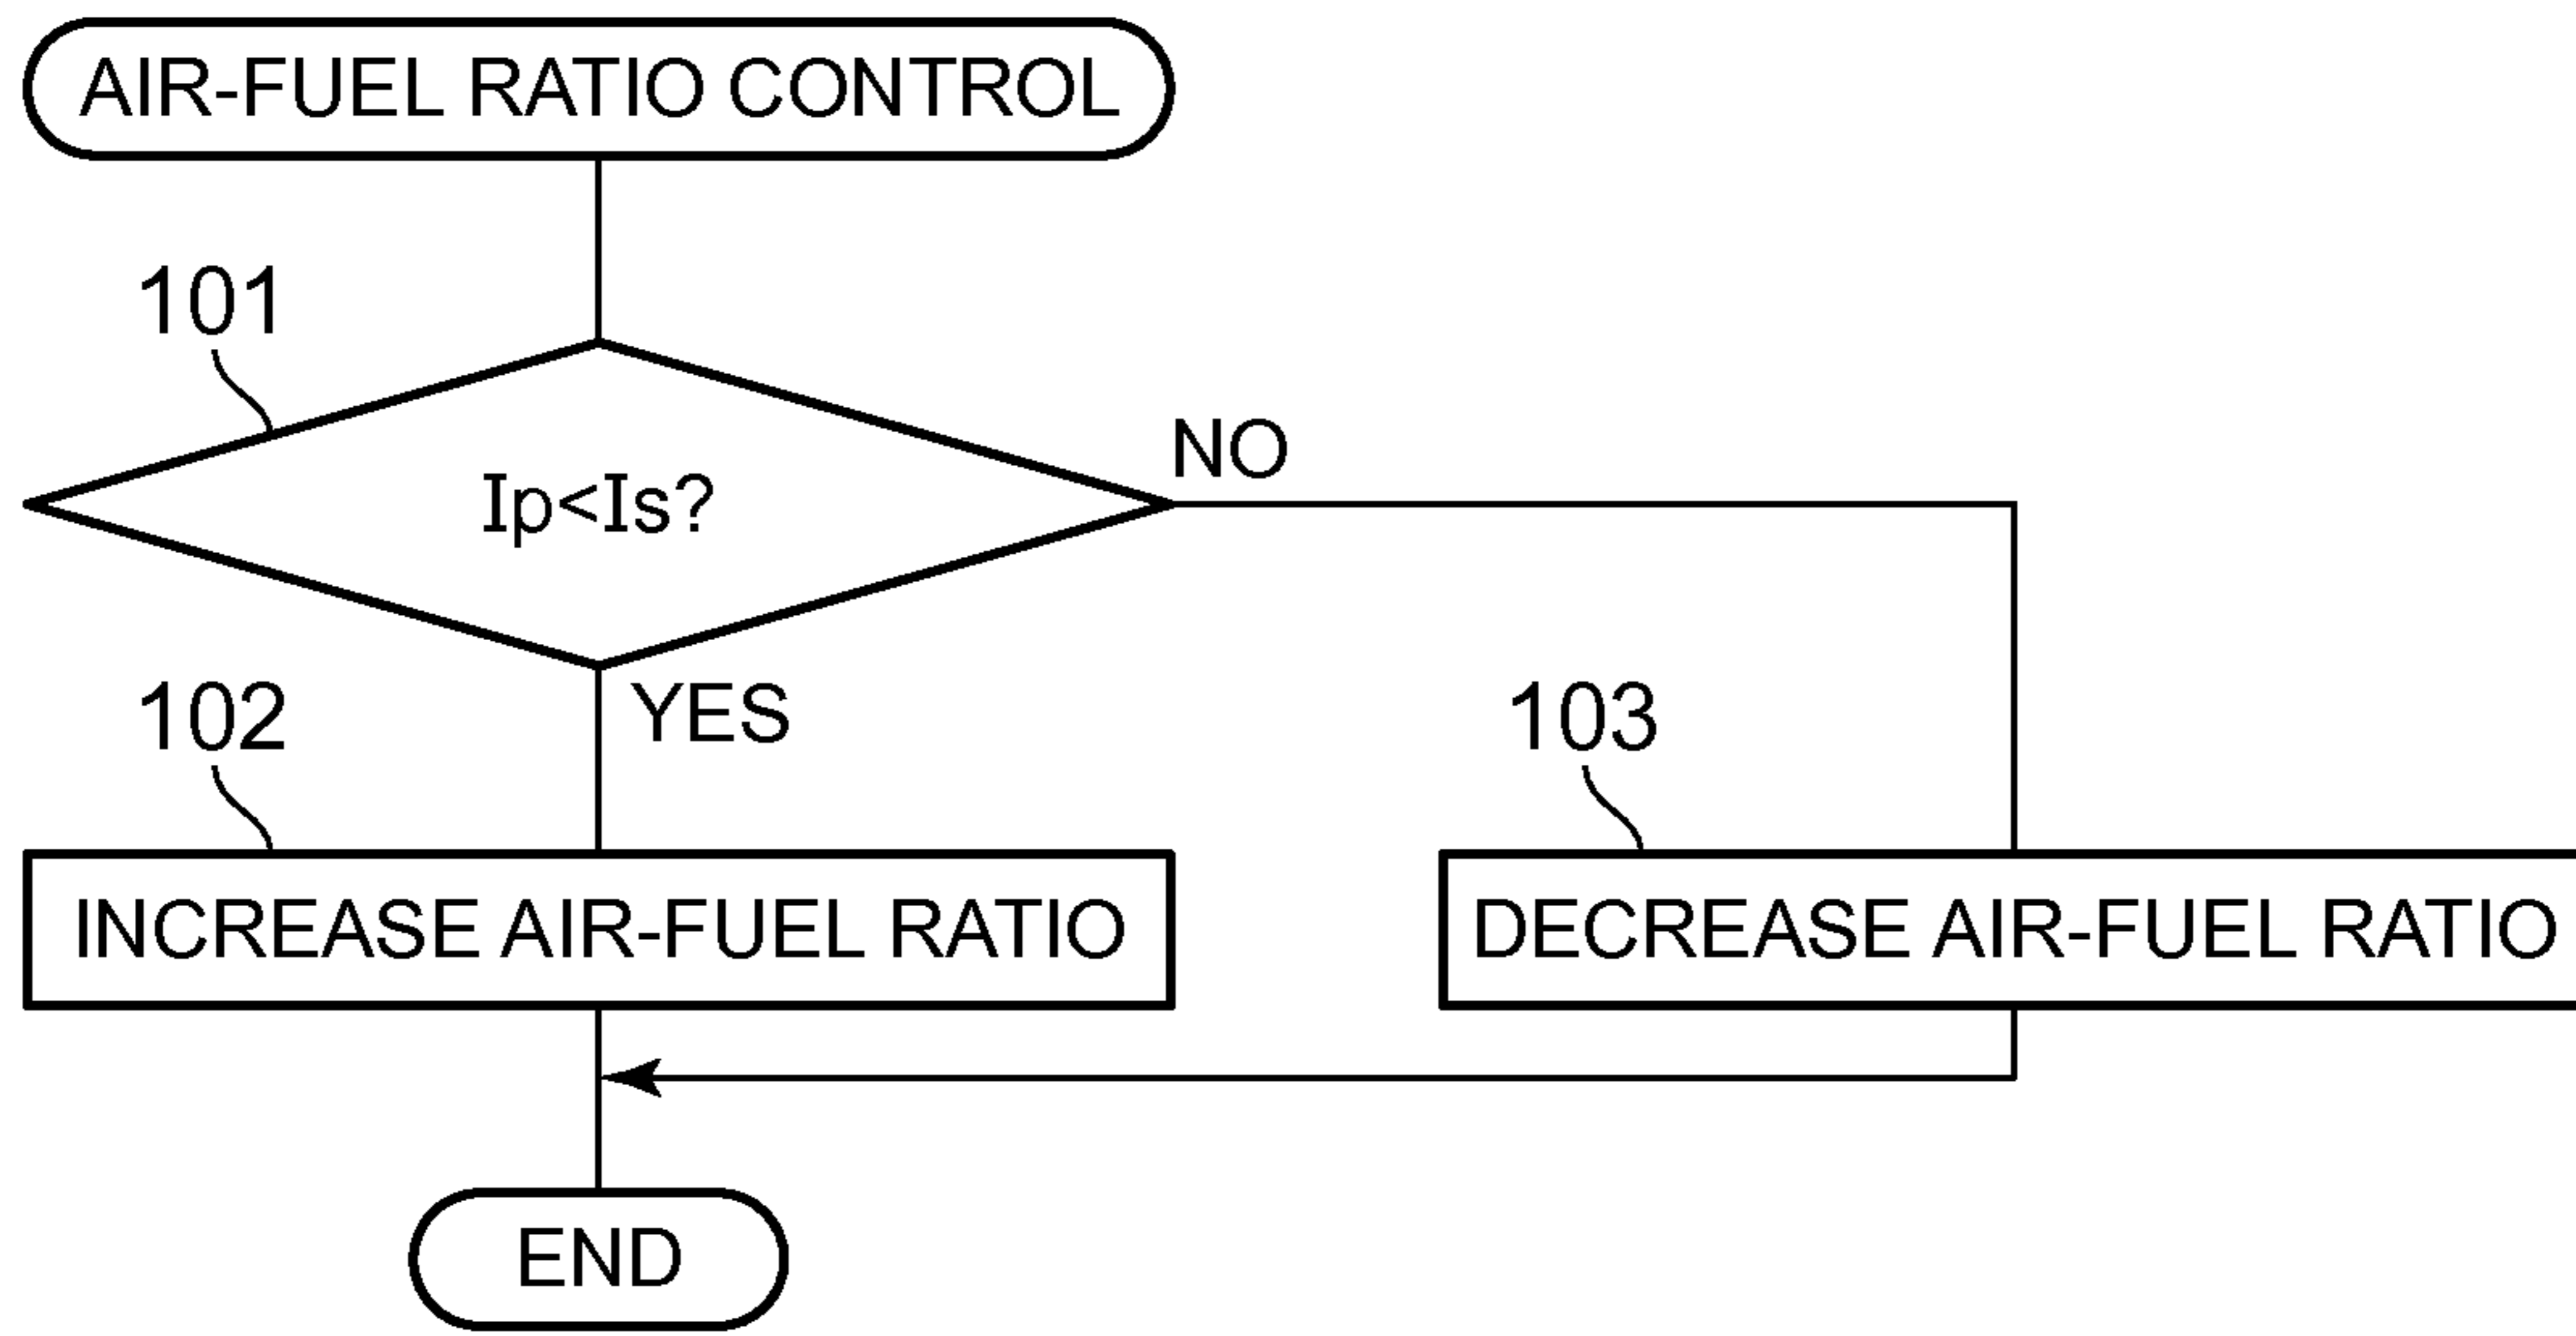 AIR-FUEL RATIO CONTROL
101
Ip<Is?
NO
YES
102
INCREASE AIR-FUEL RATIO
103
DECREASE AIR-FUEL RATIO
END